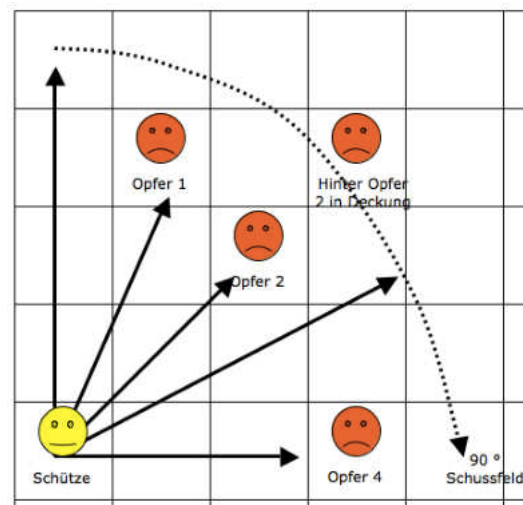 Opfer 1
Hinter Opfer
2 in Deckung
Opfer 2
Schütze
Opfer 4
90 °
Schussfeld